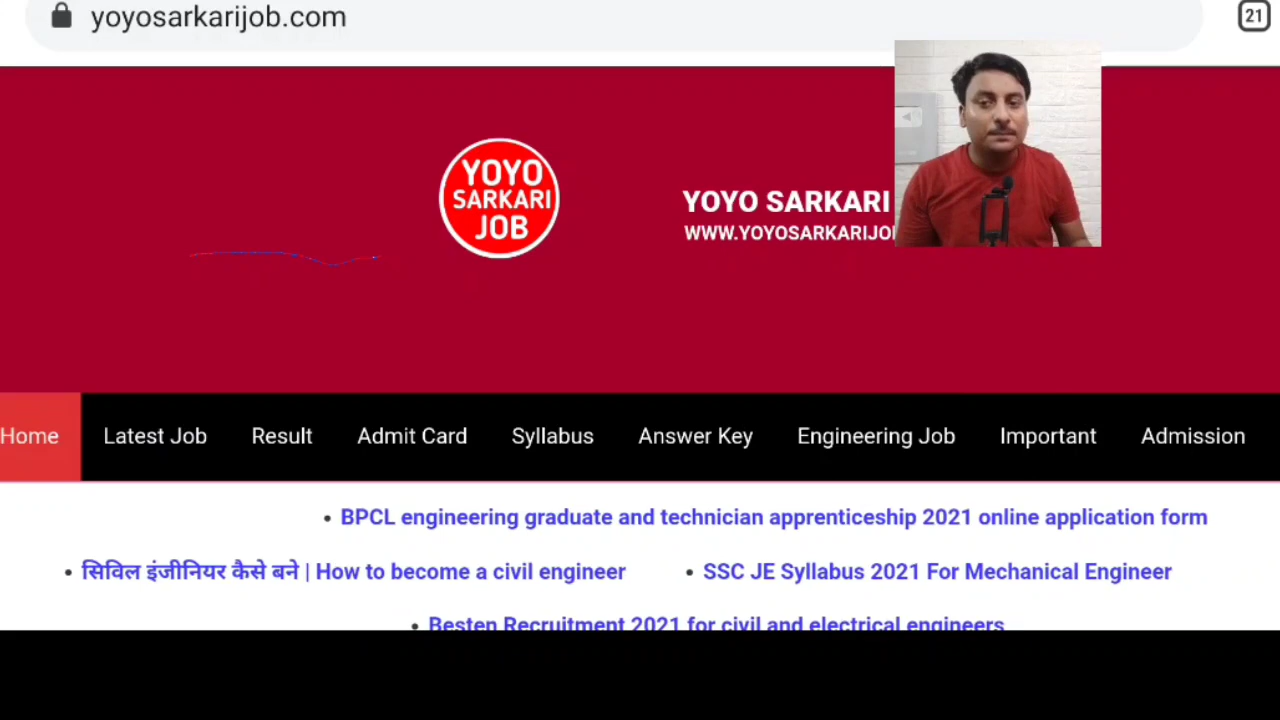 yoyosarkarijob.com
21
YOYO
SARKARI
JOB
YOYO SARKARI
WWW.YOYOSARKARIJO
Home Latest Job Result Admit Card Syllabus Answer Key Engineering Job Important Admission
• BPCL engineering graduate and technician apprenticeship 2021 online application form
• सिविल इंजीनियर कैसे बने | How to become a civil engineer • SSC JE Syllabus 2021 For Mechanical Engineer
• Besten Recruitment 2021 for civil and electrical engineers